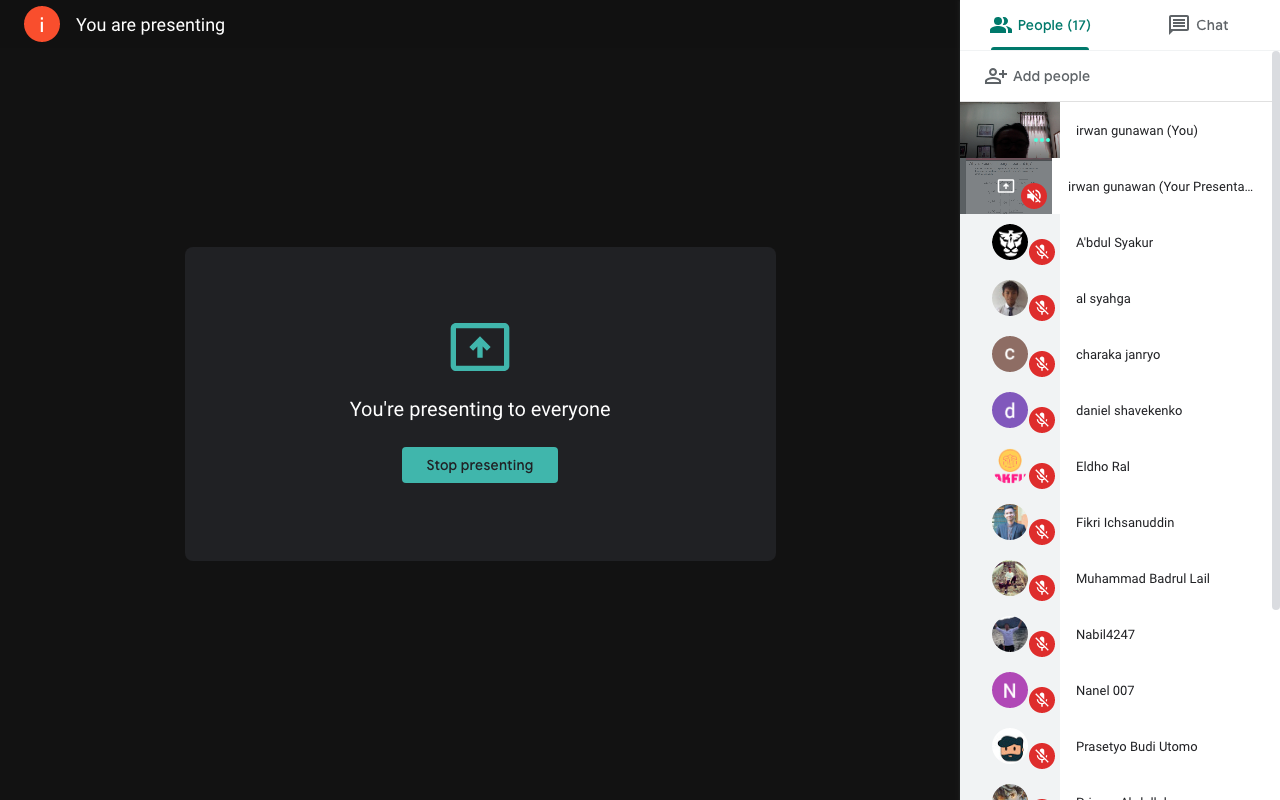 i
You are presenting
People (17)
Chat
Add people
irwan gunawan (You)
irwan gunawan (Your Presenta...
A'bdul Syakur
al syahga
c
charaka janryo
d
daniel shavekenko
Eldho Ral
Fikri Ichsanuddin
Muhammad Badrul Lail
Nabil4247
N
Nanel 007
Prasetyo Budi Utomo
You're presenting to everyone
Stop presenting